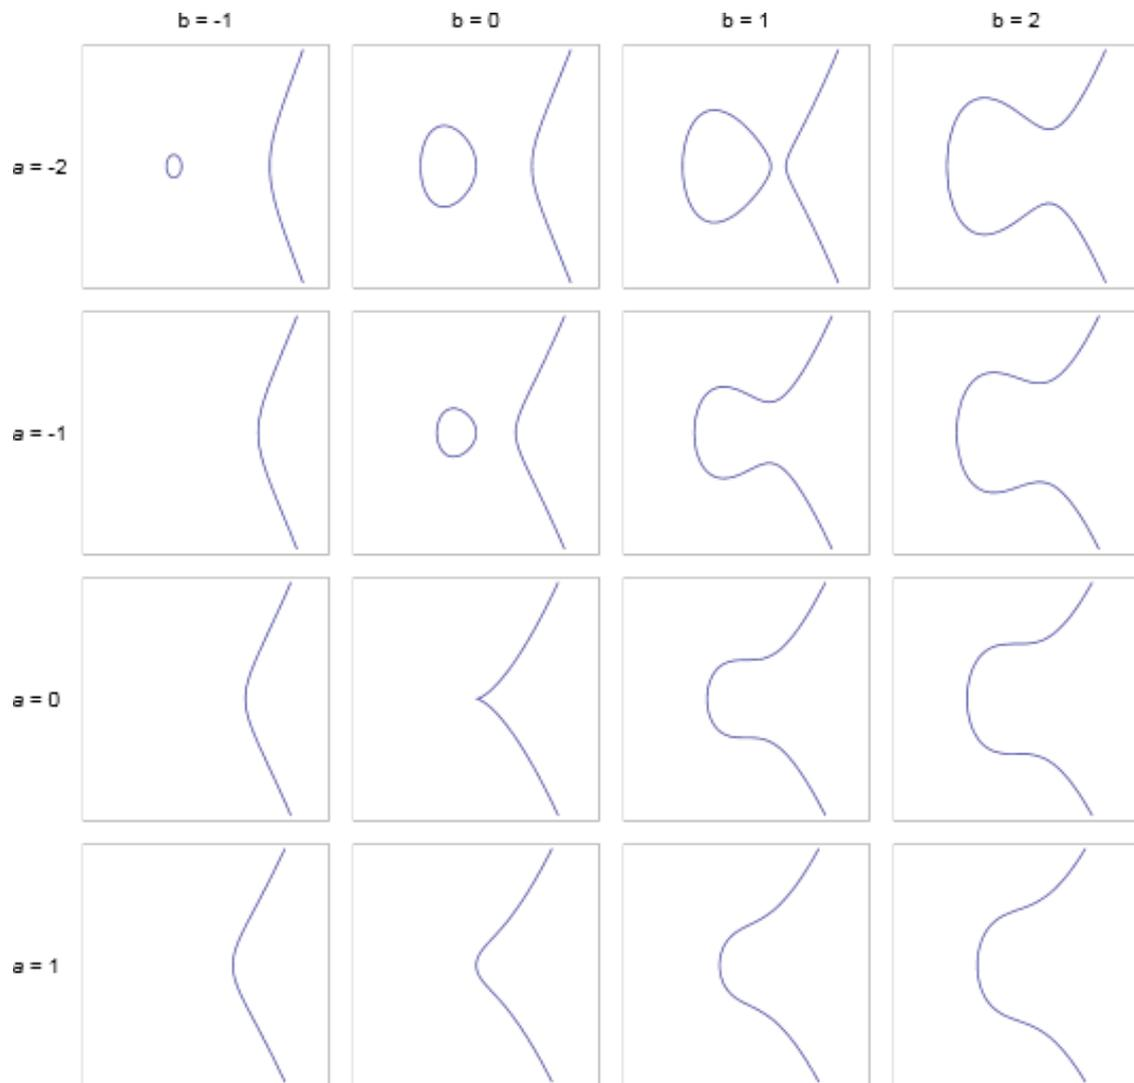 b = -1 b = 0 b = 1 b = 2
a = -2
a = -1
a = 0
a = 1